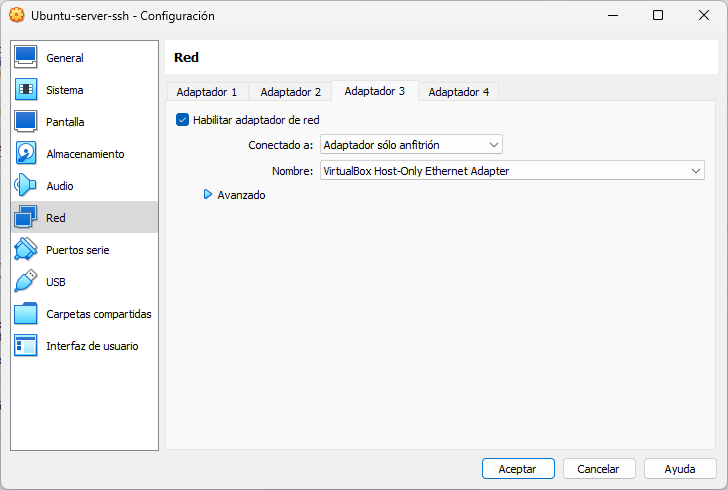 Ubuntu-server-ssh - Configuración
General
Sistema
Pantalla
Almacenamiento
Audio
Red
Puertos serie
USB
Carpetas compartidas
Interfaz de usuario
Red
Adaptador 1
Adaptador 2
Adaptador 3
Adaptador 4
Habilitar adaptador de red
Conectado a: Adaptador sólo anfitrión
Nombre: VirtualBox Host-Only Ethernet Adapter
Avanzado
Aceptar
Cancelar
Ayuda